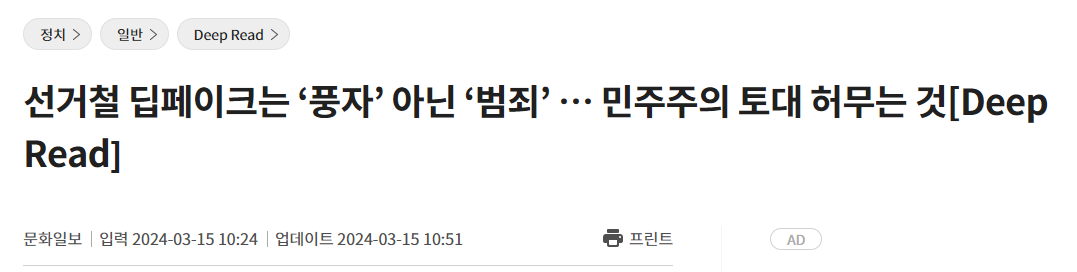 정치 > 일반 > Deep Read >
선거철 딥페이크는 ‘풍자’ 아닌 ‘범죄’ … 민주주의 토대 허무는 것[Deep
Read]
문화일보 | 입력 2024-03-15 10:24 | 업데이트 2024-03-15 10:51 프린트 AD